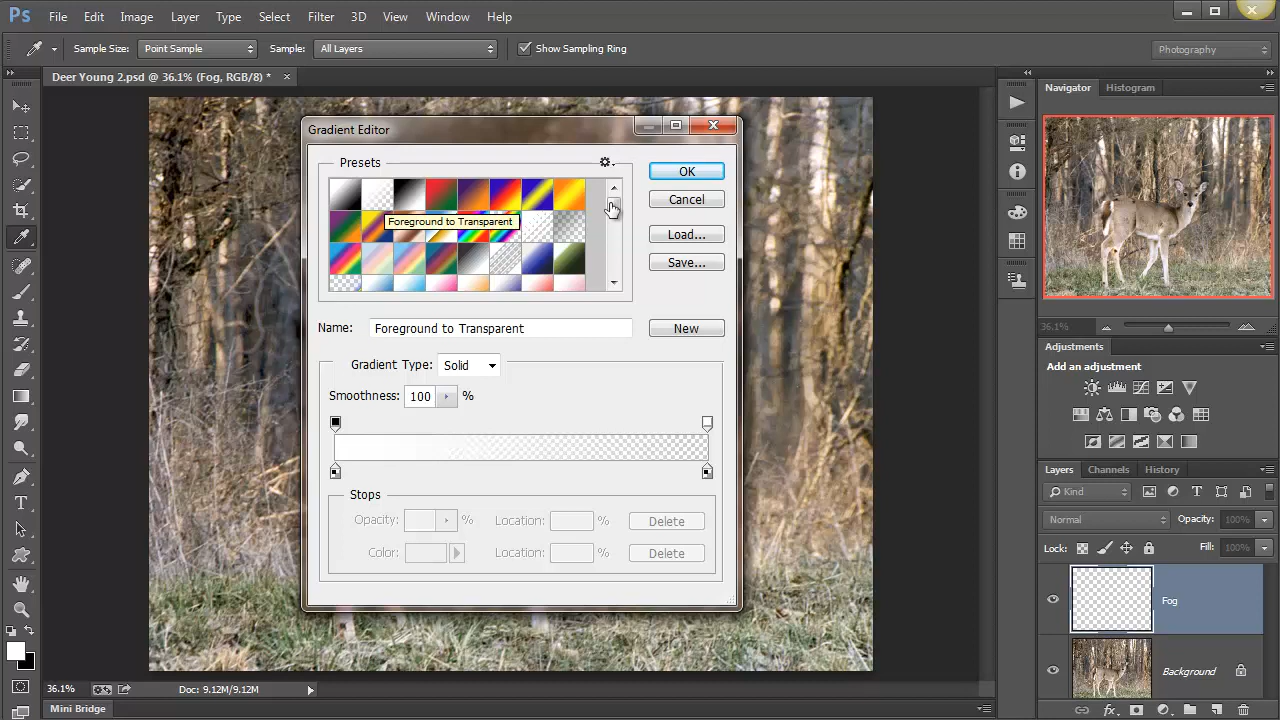 Ps File Edit Image Layer Type Select Filter 3D View Window Help
Sample Size: Point Sample Sample: All Layers Show Sampling Ring Photography
Deer Young 2.psd @ 36.1% (Fog, RGB/8) * ×
Navigator Histogram
Gradient Editor
Presets
OK
Cancel
Foreground to Transparent
Load...
Save...
Name: Foreground to Transparent New
36.1%
Adjustments
Gradient Type: Solid
Add an adjustment
Smoothness: 100 %
Layers Channels History
Kind
Stops
Opacity: % Location: % Delete
Normal Opacity: 100%
Color: Location: % Delete
Lock: Fill: 100%
Fog
Background
36.1% Doc: 9.12M/9.12M
Mini Bridge